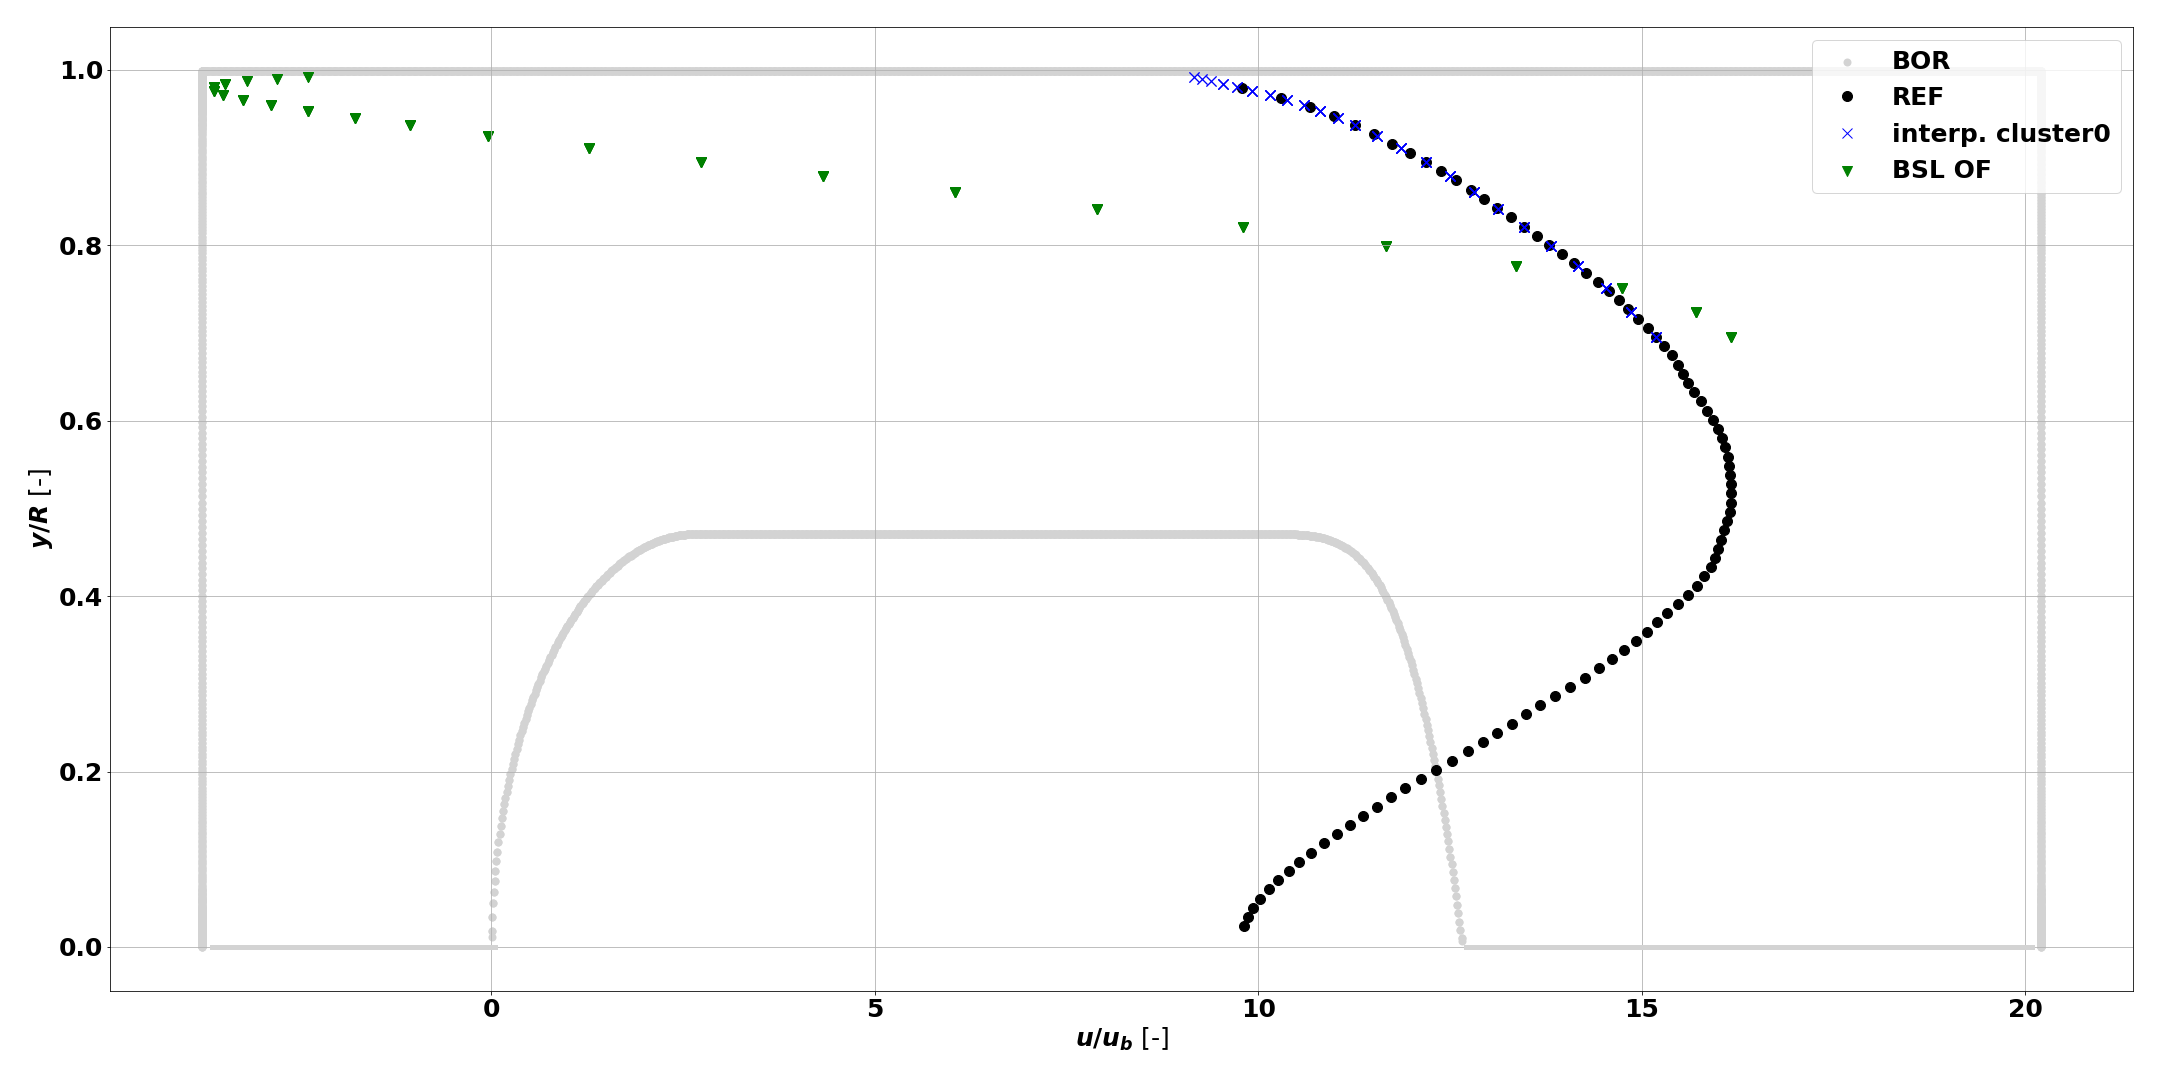 1.0
0.8
0.6
0.4
0.2
0.0
y/R [-]
0 5 10 15 20
u/u_b [-]
BOR
REF
interp. cluster0
BSL OF